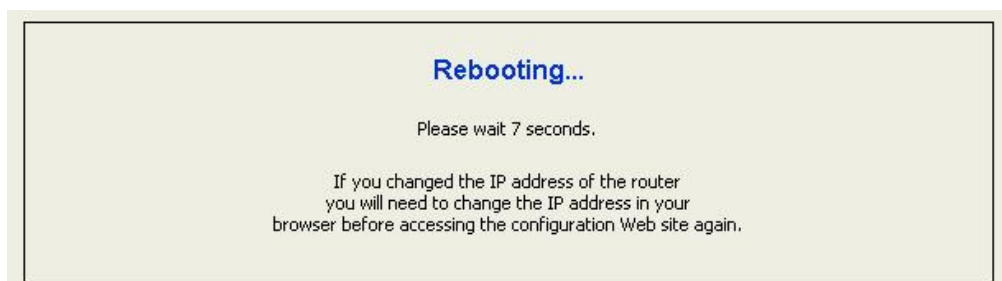 Rebooting...
Please wait 7 seconds.
If you changed the IP address of the router
you will need to change the IP address in your
browser before accessing the configuration Web site again.